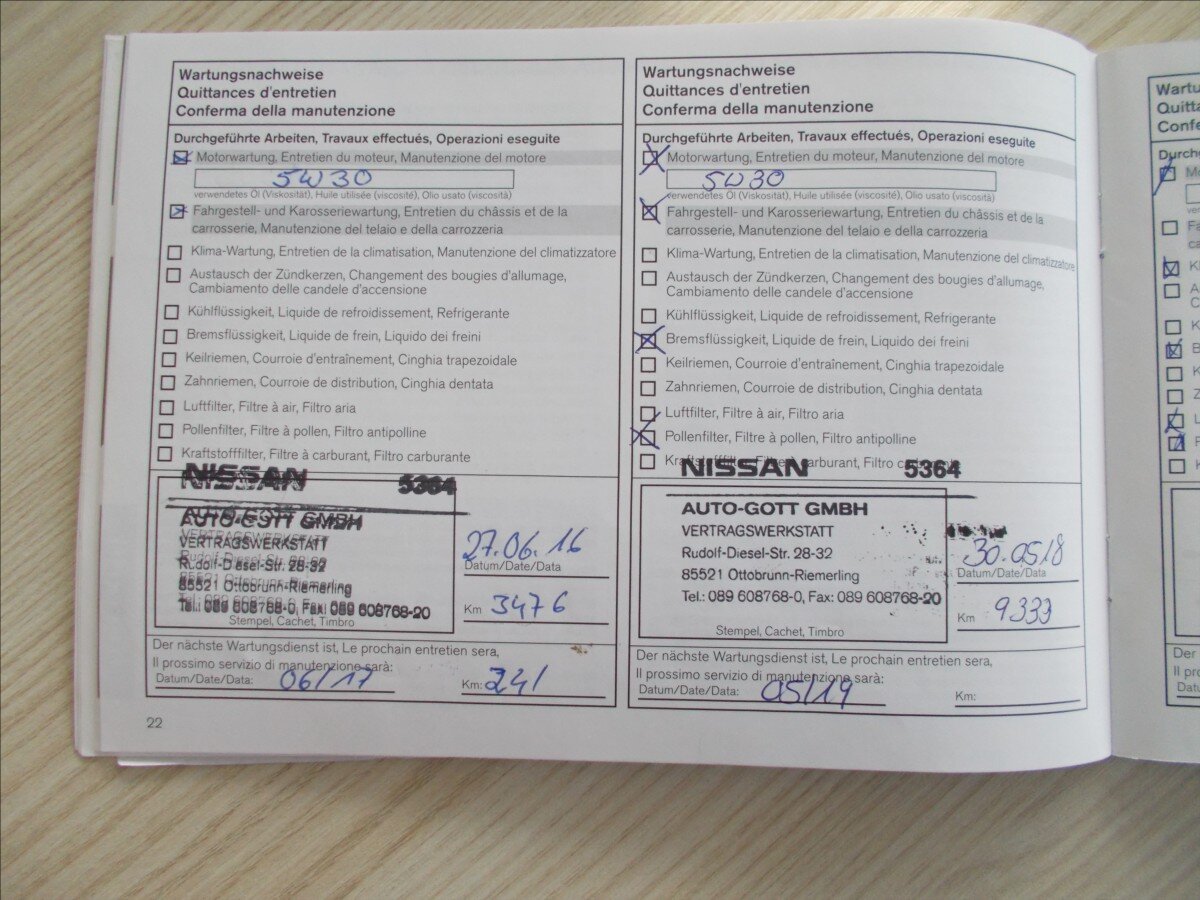 Wartungsnachweise
Quittances d'entretien
Conferma della manutenzione
Durchgeführte Arbeiten, Travaux effectués, Operazioni eseguite
Motorwartung, Entretien du moteur, Manutenzione del motore
5W30
verwendetes Öl (Viskosität), Huile utilisée (viscosité), Olio usato (viscosità)
Fahrgestell- und Karosseriewartung, Entretien du châssis et de la
carrosserie, Manutenzione del telaio e della carrozzeria
Klima-Wartung, Entretien de la climatisation, Manutenzione del climatizzatore
Austausch der Zündkerzen, Changement des bougies d'allumage,
Cambiamento delle candele d'accensione
Kühlflüssigkeit, Liquide de refroidissement, Refrigerante
Bremsflüssigkeit, Liquide de frein, Liquido dei freini
Keilriemen, Courroie d'entraînement, Cinghia trapezoidale
Zahnriemen, Courroie de distribution, Cinghia dentata
Luftfilter, Filtre à air, Filtro aria
Pollenfilter, Filtre à pollen, Filtro antipolline
Kraftstofffilter, Filtre à carburant, Filtro carburante
NISSAN 5364
AUTO-GOTT GMBH
VERTRAGSWERKSTATT
Rudolf-Diesel-Str. 28-32
85521 Ottobrunn-Riemerling
Tel.: 089 608768-0, Fax: 089 608768-20
Stempel, Cachet, Timbro
27.06.16
Datum/Date/Data
Km 3476
Der nächste Wartungsdienst ist, Le prochain entretien sera,
Il prossimo servizio di manutenzione sarà:
Datum/Date/Data: 06/17 Km:
22
Wartungsnachweise
Quittances d'entretien
Conferma della manutenzione
Durchgeführte Arbeiten, Travaux effectués, Operazioni eseguite
Motorwartung, Entretien du moteur, Manutenzione del motore
5W30
verwendetes Öl (Viskosität), Huile utilisée (viscosité), Olio usato (viscosità)
Fahrgestell- und Karosseriewartung, Entretien du châssis et de la
carrosserie, Manutenzione del telaio e della carrozzeria
Klima-Wartung, Entretien de la climatisation, Manutenzione del climatizzatore
Austausch der Zündkerzen, Changement des bougies d'allumage,
Cambiamento delle candele d'accensione
Kühlflüssigkeit, Liquide de refroidissement, Refrigerante
Bremsflüssigkeit, Liquide de frein, Liquido dei freini
Keilriemen, Courroie d'entraînement, Cinghia trapezoidale
Zahnriemen, Courroie de distribution, Cinghia dentata
Luftfilter, Filtre à air, Filtro aria
Pollenfilter, Filtre à pollen, Filtro antipolline
Kraftstofffilter, Filtre à carburant, Filtro
NISSAN 5364
AUTO-GOTT GMBH
VERTRAGSWERKSTATT
Rudolf-Diesel-Str. 28-32
85521 Ottobrunn-Riemerling
Tel.: 089 608768-0, Fax: 089 608768-20
Stempel, Cachet, Timbro
30.05.18
Datum/Date/Data
Km 9333
Der nächste Wartungsdienst ist, Le prochain entretien sera,
Il prossimo servizio di manutenzione sarà:
Datum/Date/Data: 05/19 Km: